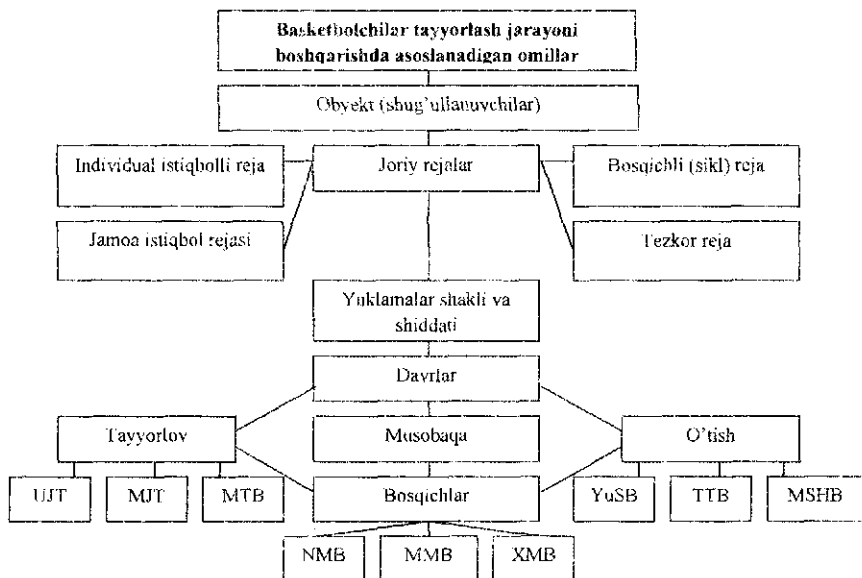 Basketbolchilar tayyorlash jarayoni
boshqarishda asoslanadigan omillar
Obyekt (shug'ullanuvchilar)
Individual istiqbolli reja
Joriy rejalar
Bosqichli (sikl) reja
Jamoa istiqbol rejasi
Tezkor reja
Yuklamalar shakli va
shiddati
Davrlar
Tayyorlov
Musobaqa
O'tish
UJT
MJT
MTB
Bosqichlar
YuSB
TTB
MSHB
NMB
MMB
XMB